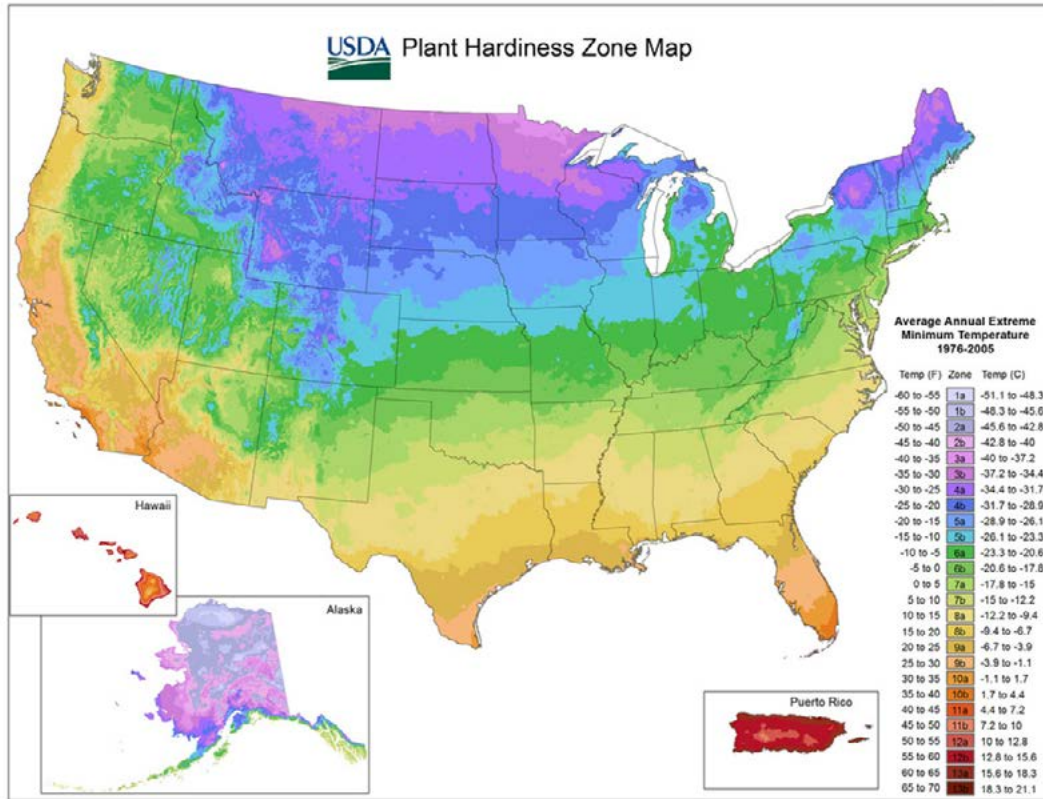 USDA Plant Hardiness Zone Map
Average Annual Extreme
Minimum Temperature
1976-2005
Temp (F) Zone Temp (C)
-60 to -55 1a -51.1 to -48.3
-55 to -50 1b -48.3 to -45.6
-50 to -45 2a -45.6 to -42.8
-45 to -40 2b -42.8 to -40
-40 to -35 3a -40 to -37.2
-35 to -30 3b -37.2 to -34.4
-30 to -25 4a -34.4 to -31.7
-25 to -20 4b -31.7 to -28.9
-20 to -15 5a -28.9 to -26.1
-15 to -10 5b -26.1 to -23.3
-10 to -5 6a -23.3 to -20.6
-5 to 0 6b -20.6 to -17.8
0 to 5 7a -17.8 to -15
5 to 10 7b -15 to -12.2
10 to 15 8a -12.2 to -9.4
15 to 20 8b -9.4 to -6.7
20 to 25 9a -6.7 to -3.9
25 to 30 9b -3.9 to -1.1
30 to 35 10a -1.1 to 1.7
35 to 40 10b 1.7 to 4.4
40 to 45 11a 4.4 to 7.2
45 to 50 11b 7.2 to 10
50 to 55 12a 10 to 12.8
55 to 60 12b 12.8 to 15.6
60 to 65 13a 15.6 to 18.3
65 to 70 13b 18.3 to 21.1
Hawaii
Alaska
Puerto Rico